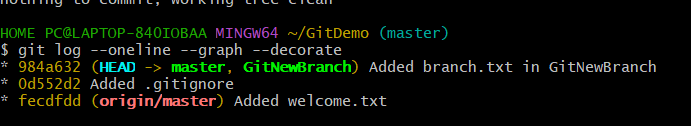 nothing to commit, working tree clean
HOME PC@LAPTOP-840IOBAA MINGW64 ~/GitDemo (master)
$ git log --oneline --graph --decorate
* 984a632 (HEAD -> master, GitNewBranch) Added branch.txt in GitNewBranch
* 0d552d2 Added .gitignore
* fecdfdd (origin/master) Added welcome.txt